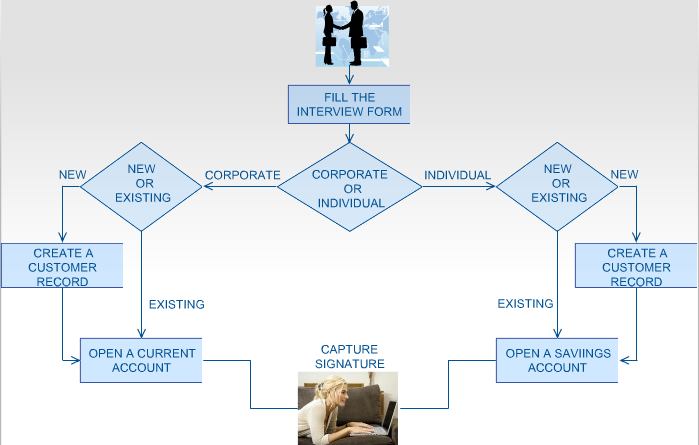 FILL THE
INTERVIEW FORM
CORPORATE
OR
INDIVIDUAL
CORPORATE
INDIVIDUAL
NEW
OR
EXISTING
NEW
NEW
OR
EXISTING
NEW
CREATE A
CUSTOMER
RECORD
CREATE A
CUSTOMER
RECORD
EXISTING
EXISTING
OPEN A CURRENT
ACCOUNT
OPEN A SAVIINGS
ACCOUNT
CAPTURE
SIGNATURE